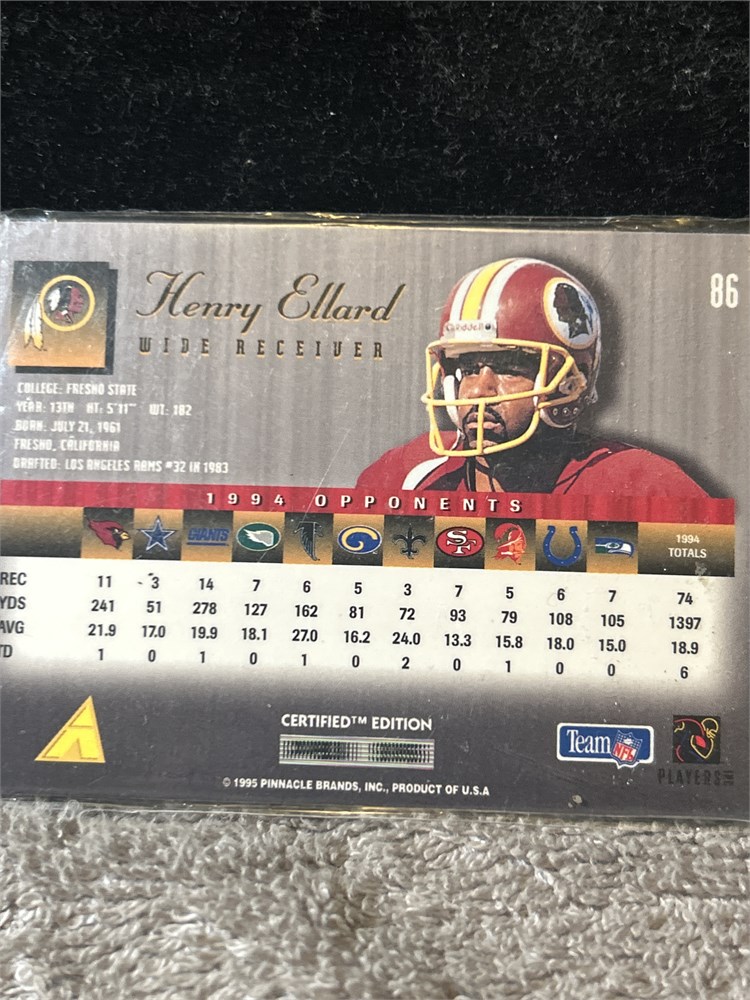 86
Henry Ellard
WIDE RECEIVER
COLLEGE: FRESNO STATE
YEAR: 13TH HT: 5'11" WT: 182
BORN: JULY 21, 1961
FRESNO, CALIFORNIA
DRAFTED: LOS ANGELES RAMS #32 IN 1983
Riddell
1994 OPPONENTS
GIANTS SF 1994 TOTALS
REC 11 3 14 7 6 5 3 7 5 6 7 74
YDS 241 51 278 127 162 81 72 93 79 108 105 1397
AVG 21.9 17.0 19.9 18.1 27.0 16.2 24.0 13.3 15.8 18.0 15.0 18.9
TD 1 0 1 0 1 0 2 0 1 0 0 6
CERTIFIED™ EDITION
Team NFL
PLAYERS INC
© 1995 PINNACLE BRANDS, INC., PRODUCT OF U.S.A